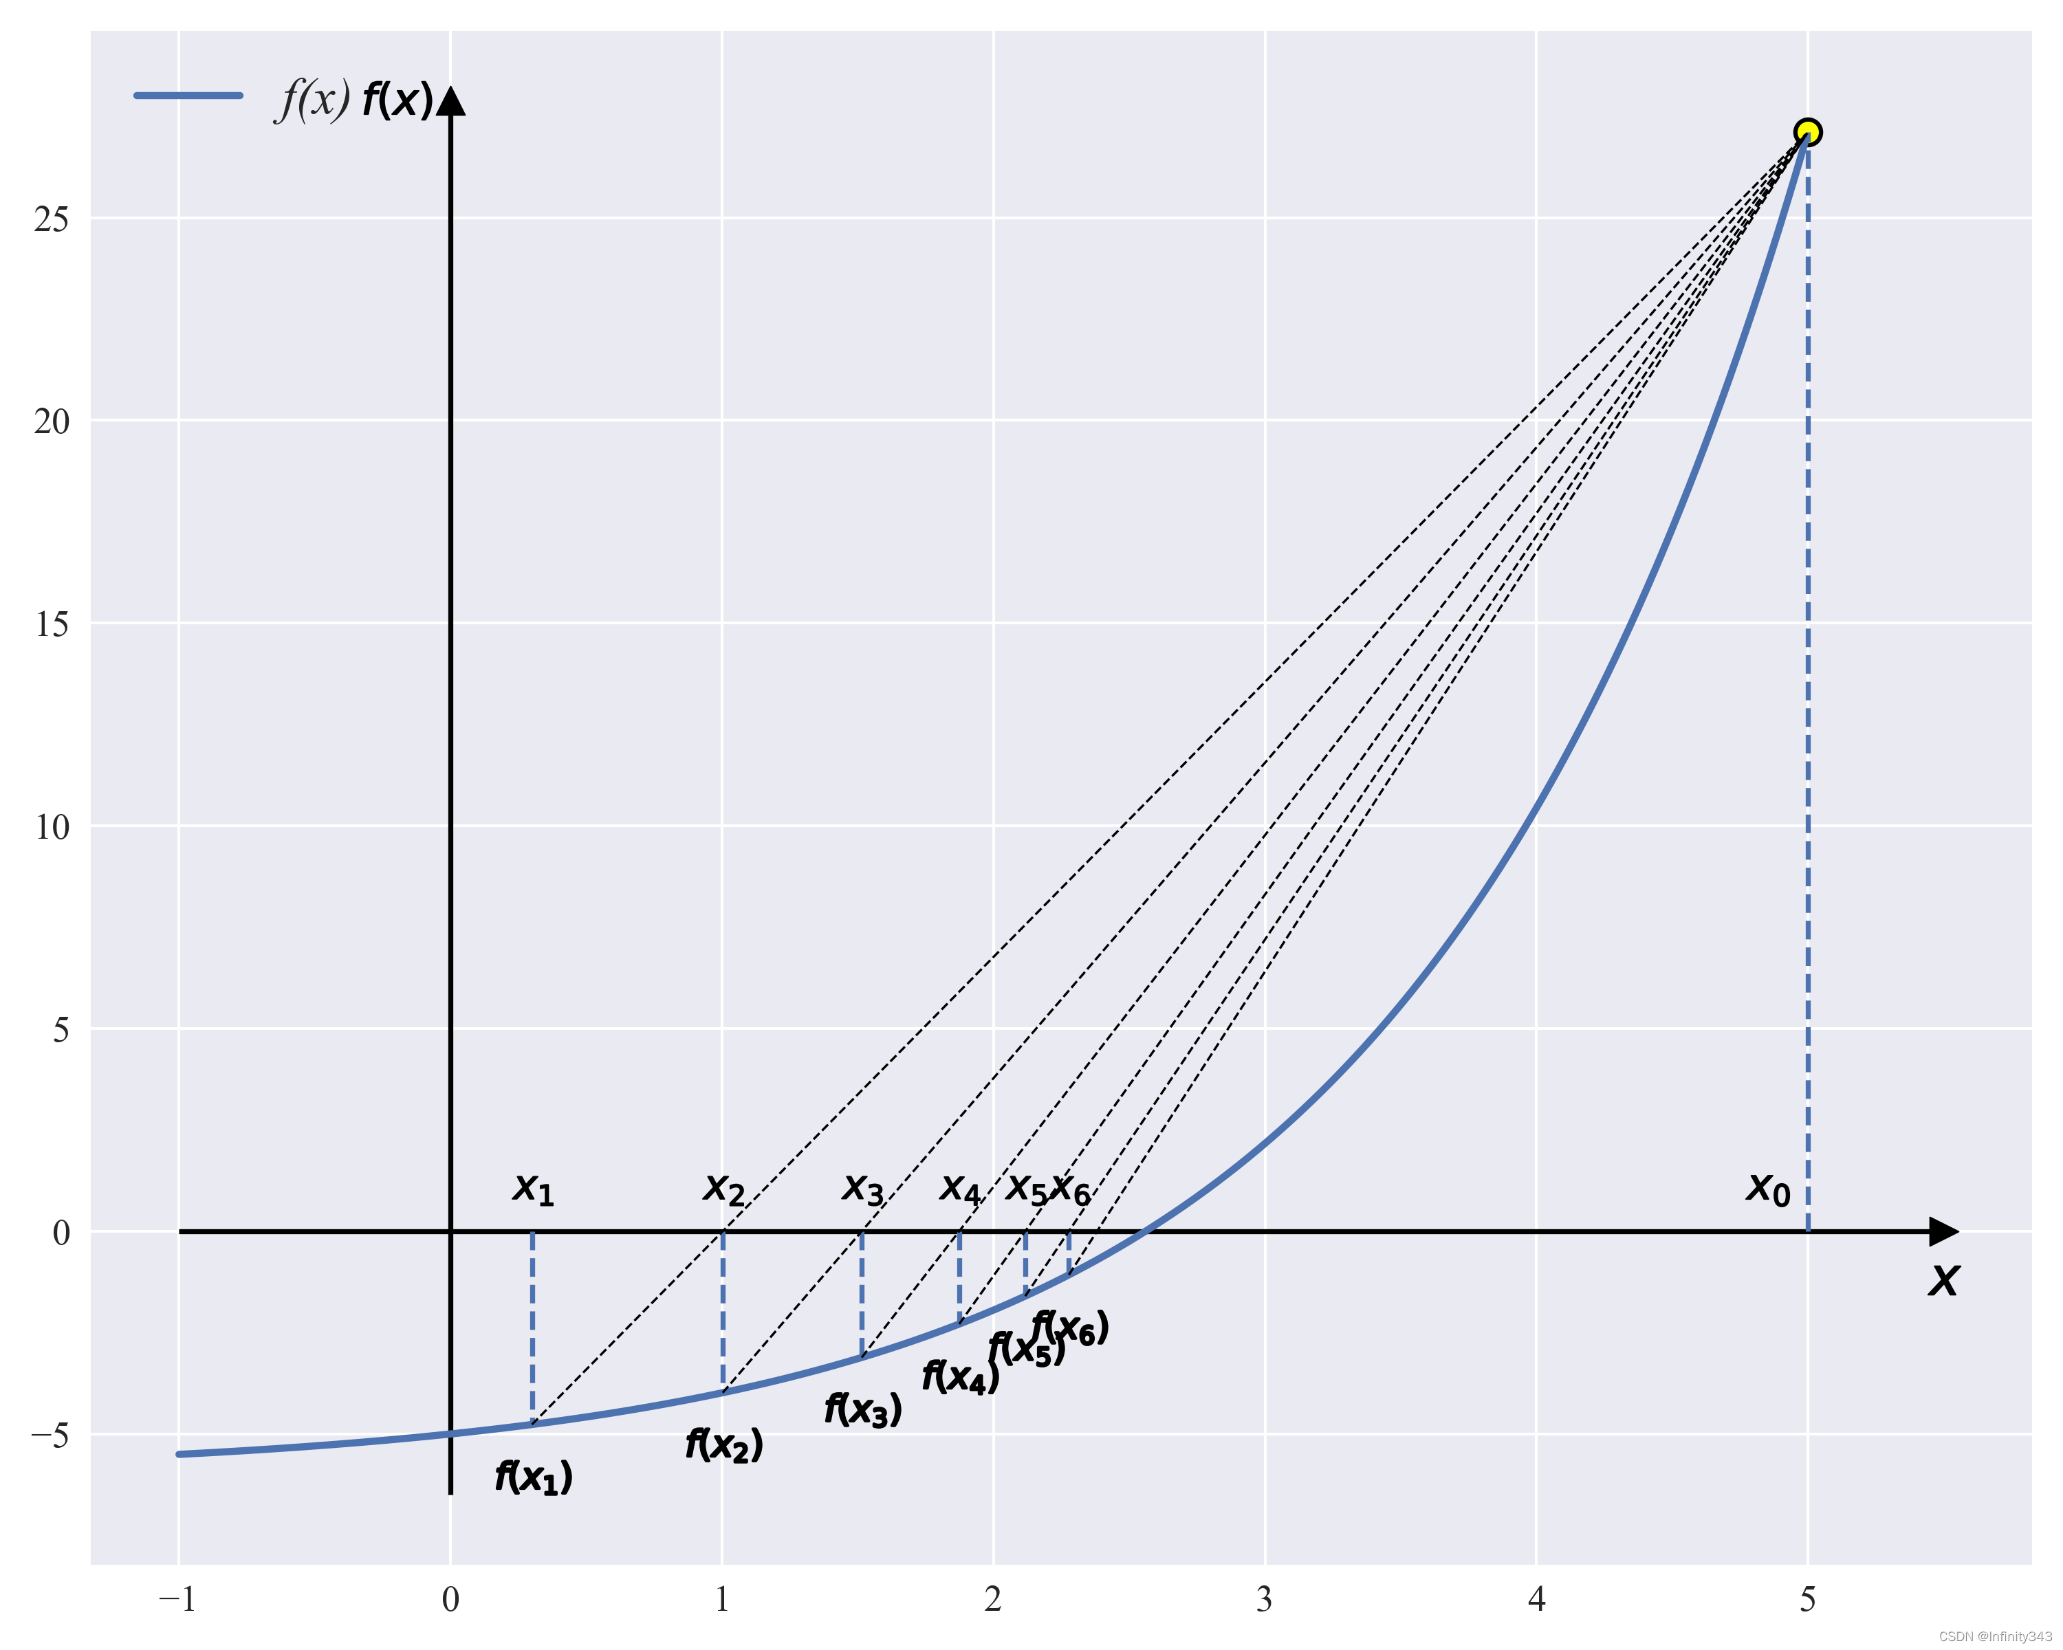 f(x) f(x)
25
20
15
10
5
0
−5
x₁ x₂ x₃ x₄ x₅ x₆ x₀
x
f(x₆)
f(x₅)
f(x₄)
f(x₃)
f(x₂)
f(x₁)
−1 0 1 2 3 4 5
CSDN @Infinity343